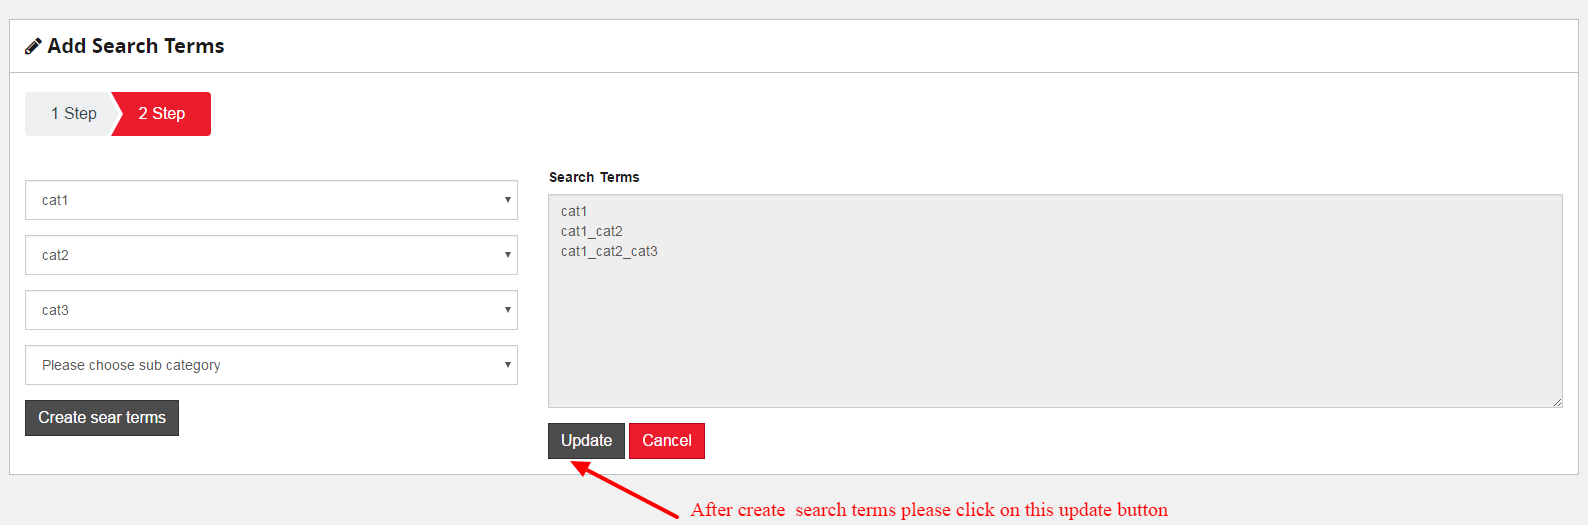 Add Search Terms
1 Step
2 Step
cat1
cat2
cat3
Please choose sub category
Create sear terms
Search Terms
cat1
cat1_cat2
cat1_cat2_cat3
Update
Cancel
After create  search terms please click on this update button